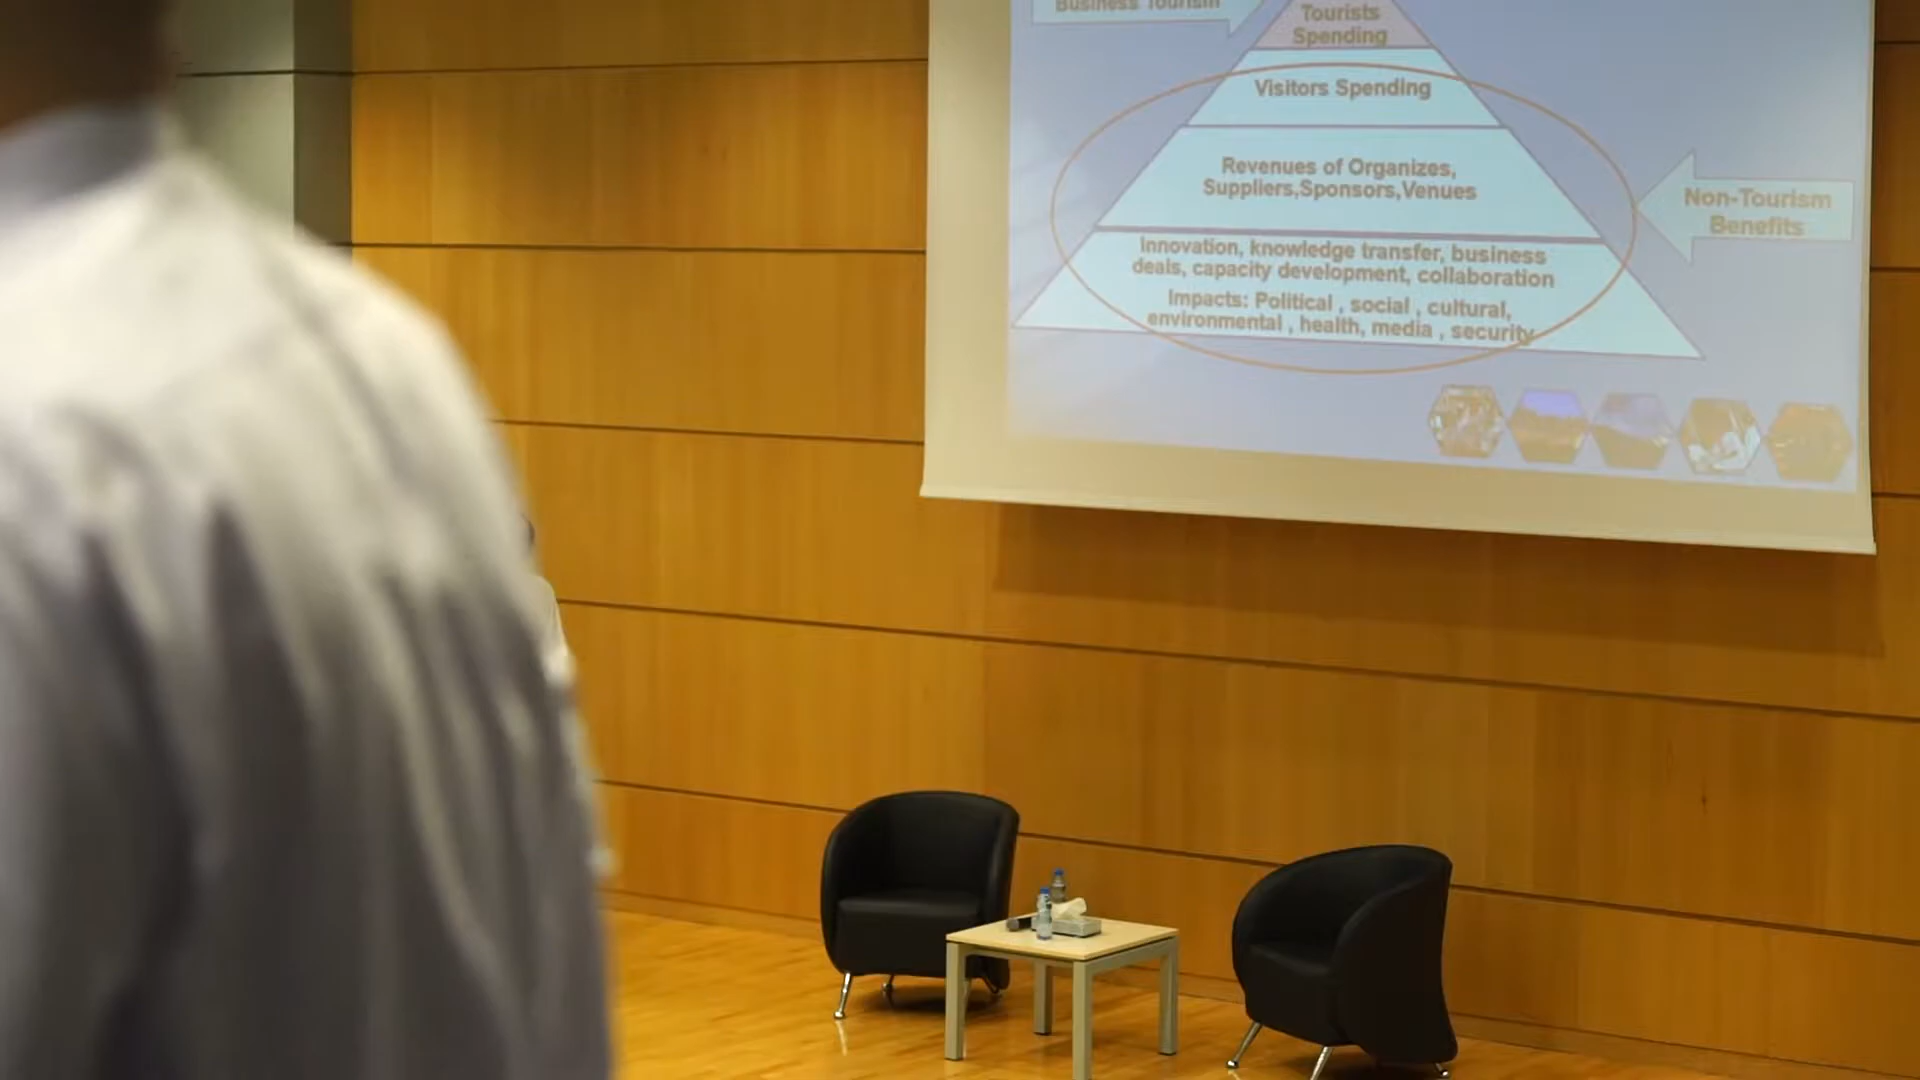 Business Tourism
Tourists
Spending
Visitors Spending
Revenues of Organizes,
Suppliers,Sponsors,Venues
Non-Tourism
Benefits
Innovation, knowledge transfer, business
deals, capacity development, collaboration
Impacts: Political , social , cultural,
environmental , health, media , security